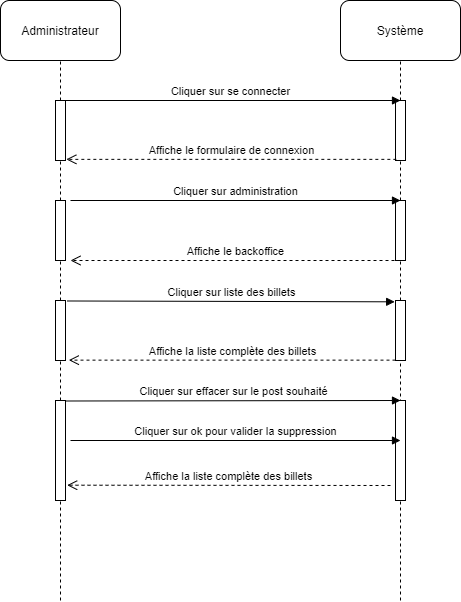 Administrateur
Système
Cliquer sur se connecter
Affiche le formulaire de connexion
Cliquer sur administration
Affiche le backoffice
Cliquer sur liste des billets
Affiche la liste complète des billets
Cliquer sur effacer sur le post souhaité
Cliquer sur ok pour valider la suppression
Affiche la liste complète des billets